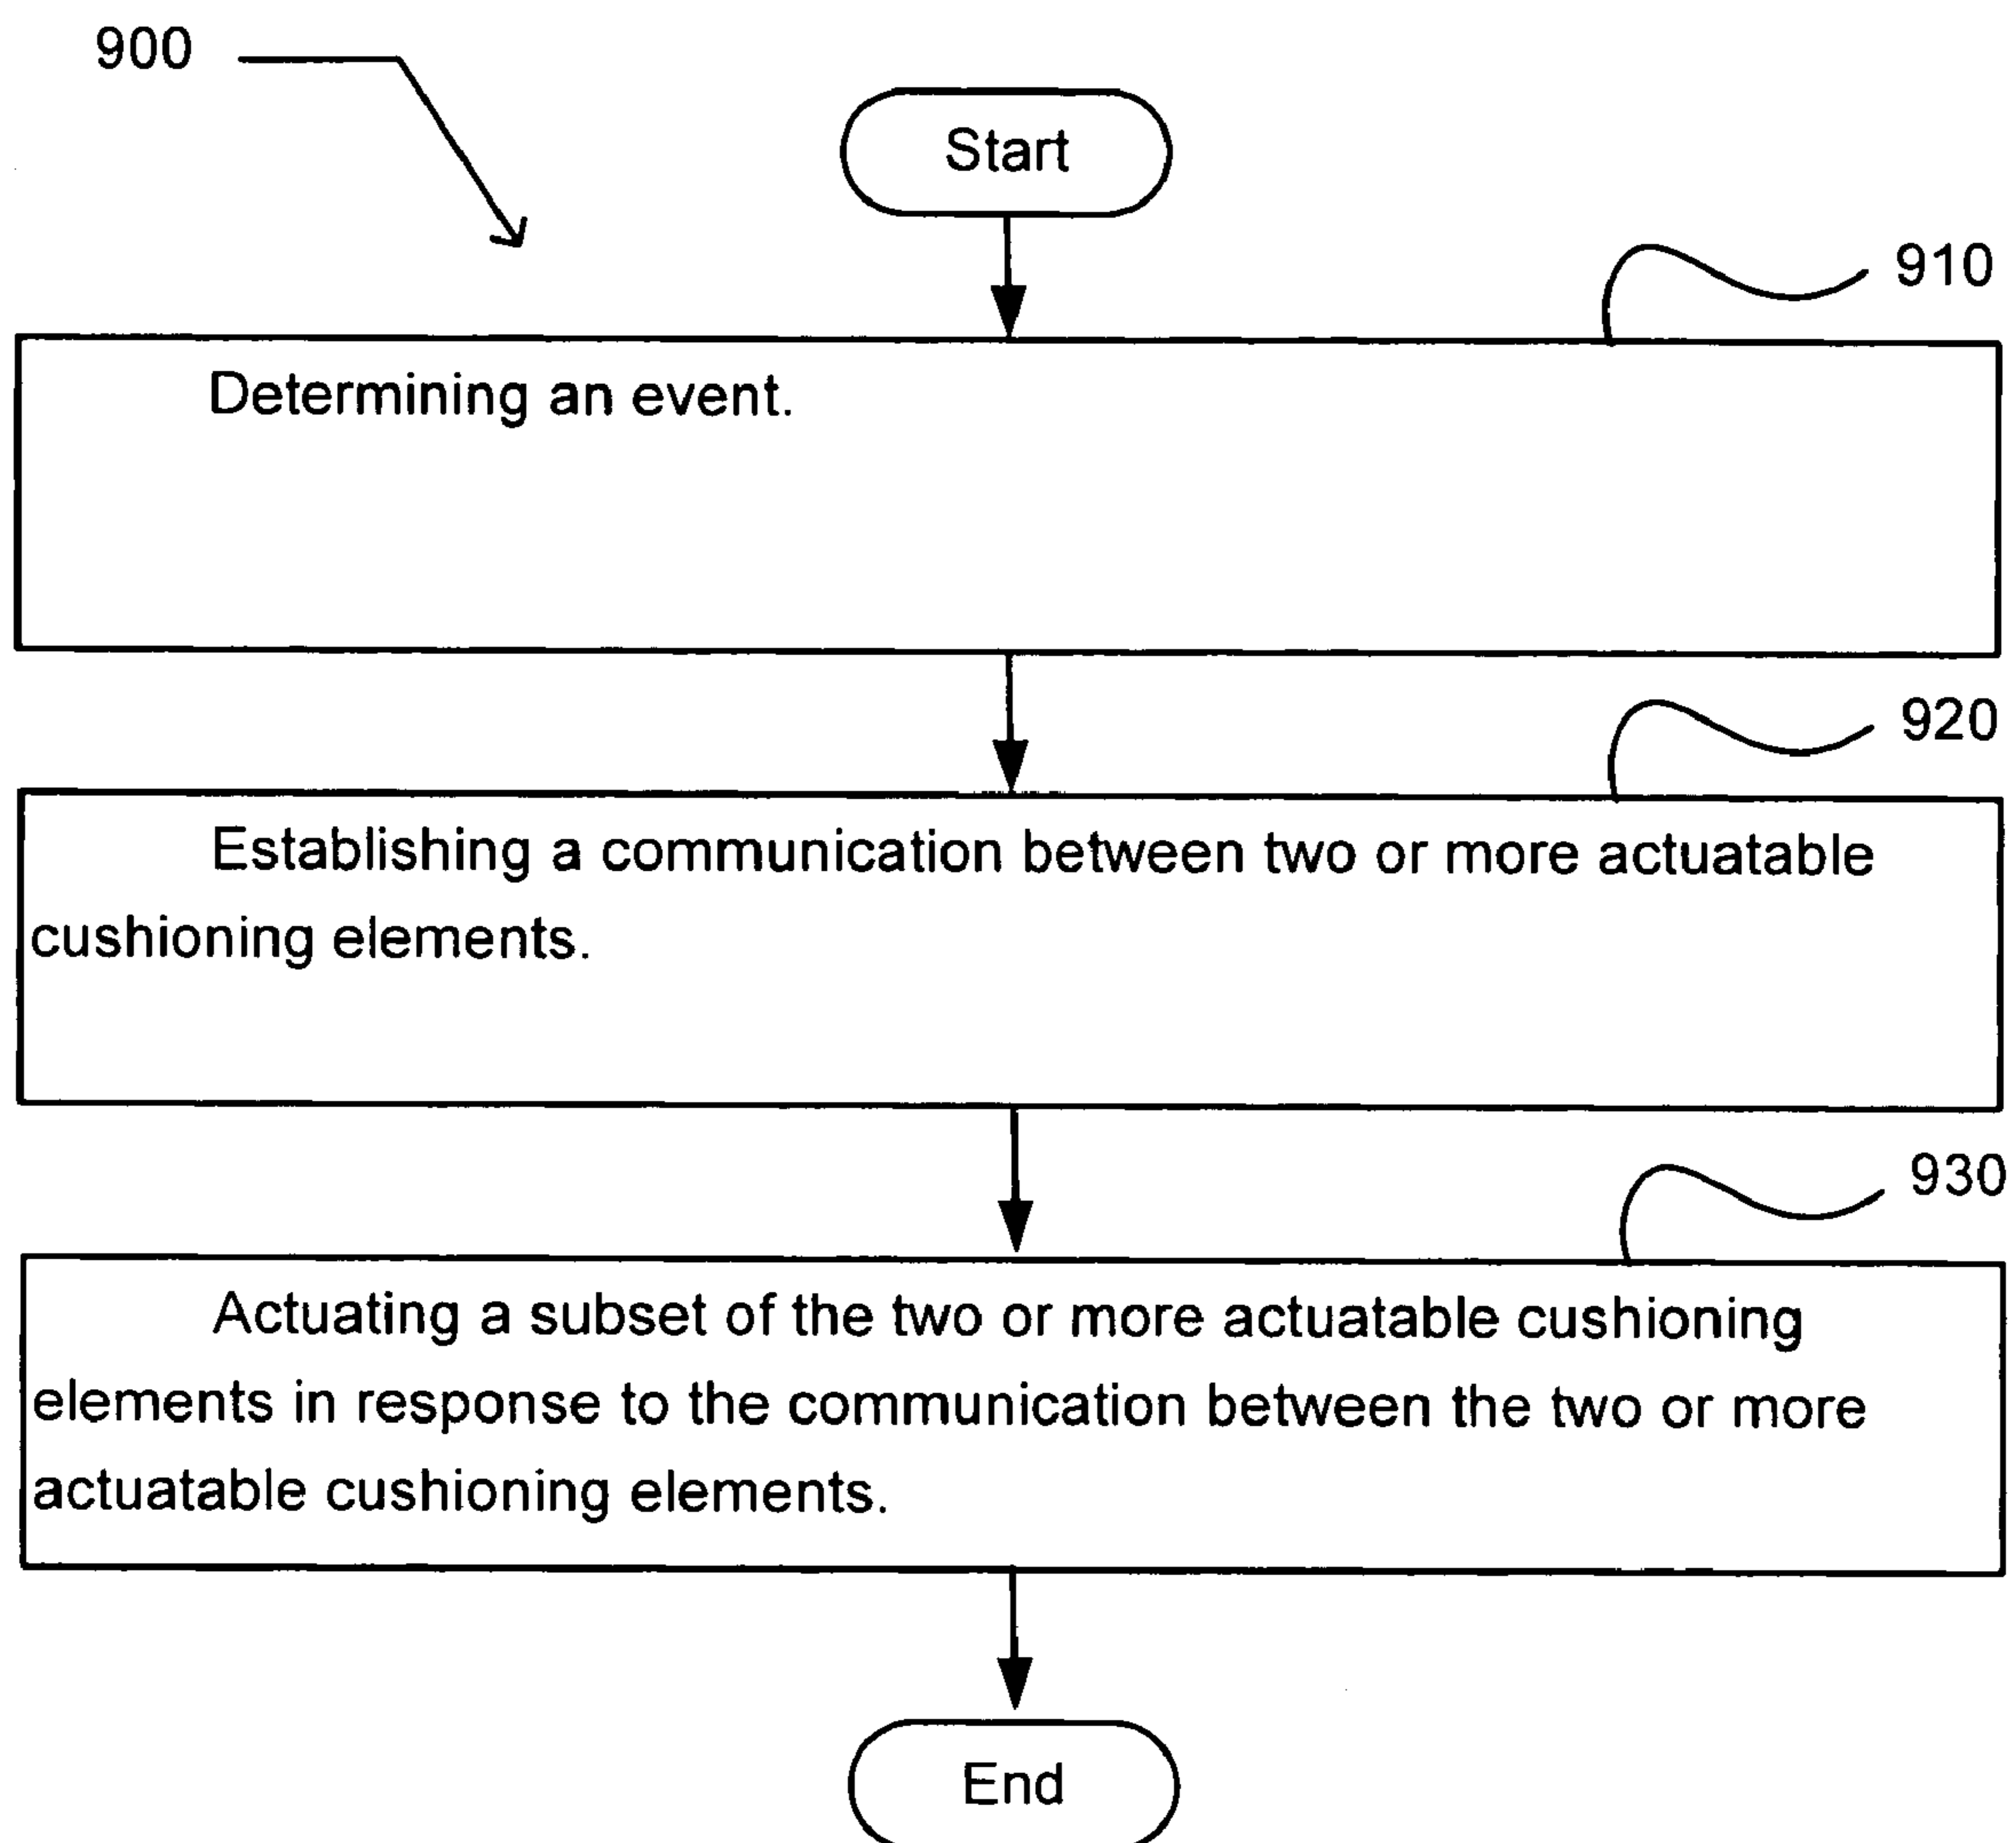 900
Start
910
Determining an event.
920
Establishing a communication between two or more actuatable
cushioning elements.
930
Actuating a subset of the two or more actuatable cushioning
elements in response to the communication between the two or more
actuatable cushioning elements.
End